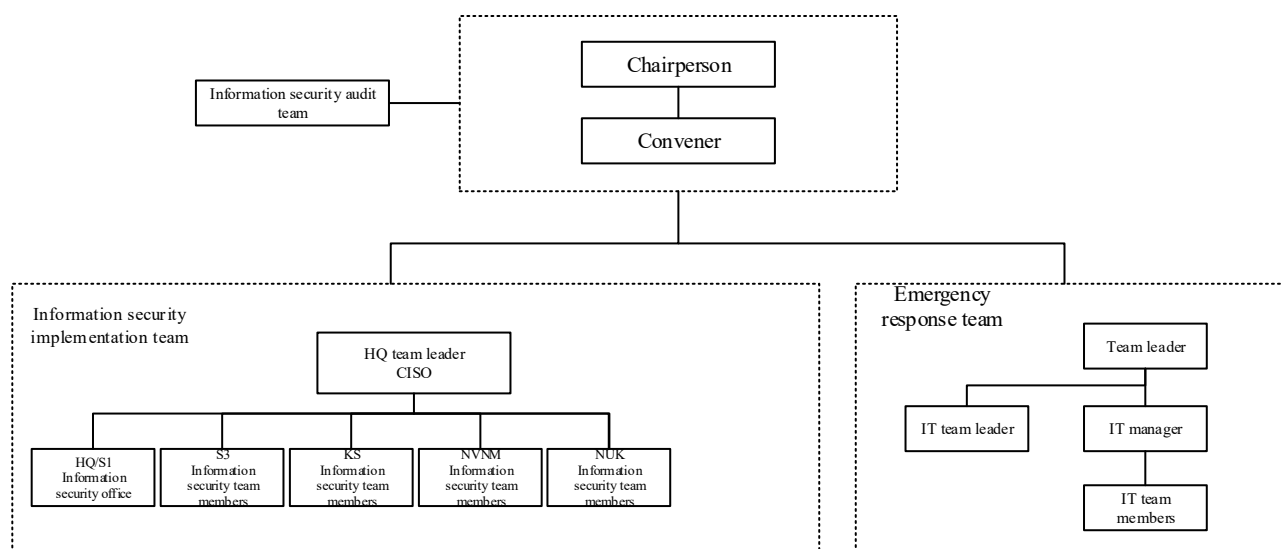 Chairperson
Information security audit
team
Convener
Information security
implementation team
HQ team leader
CISO
HQ/S1
Information
security office
S3
Information
security team
members
KS
Information
security team
members
NVNM
Information
security team
members
NUK
Information
security team
members
Emergency
response team
Team leader
IT team leader
IT manager
IT team
members